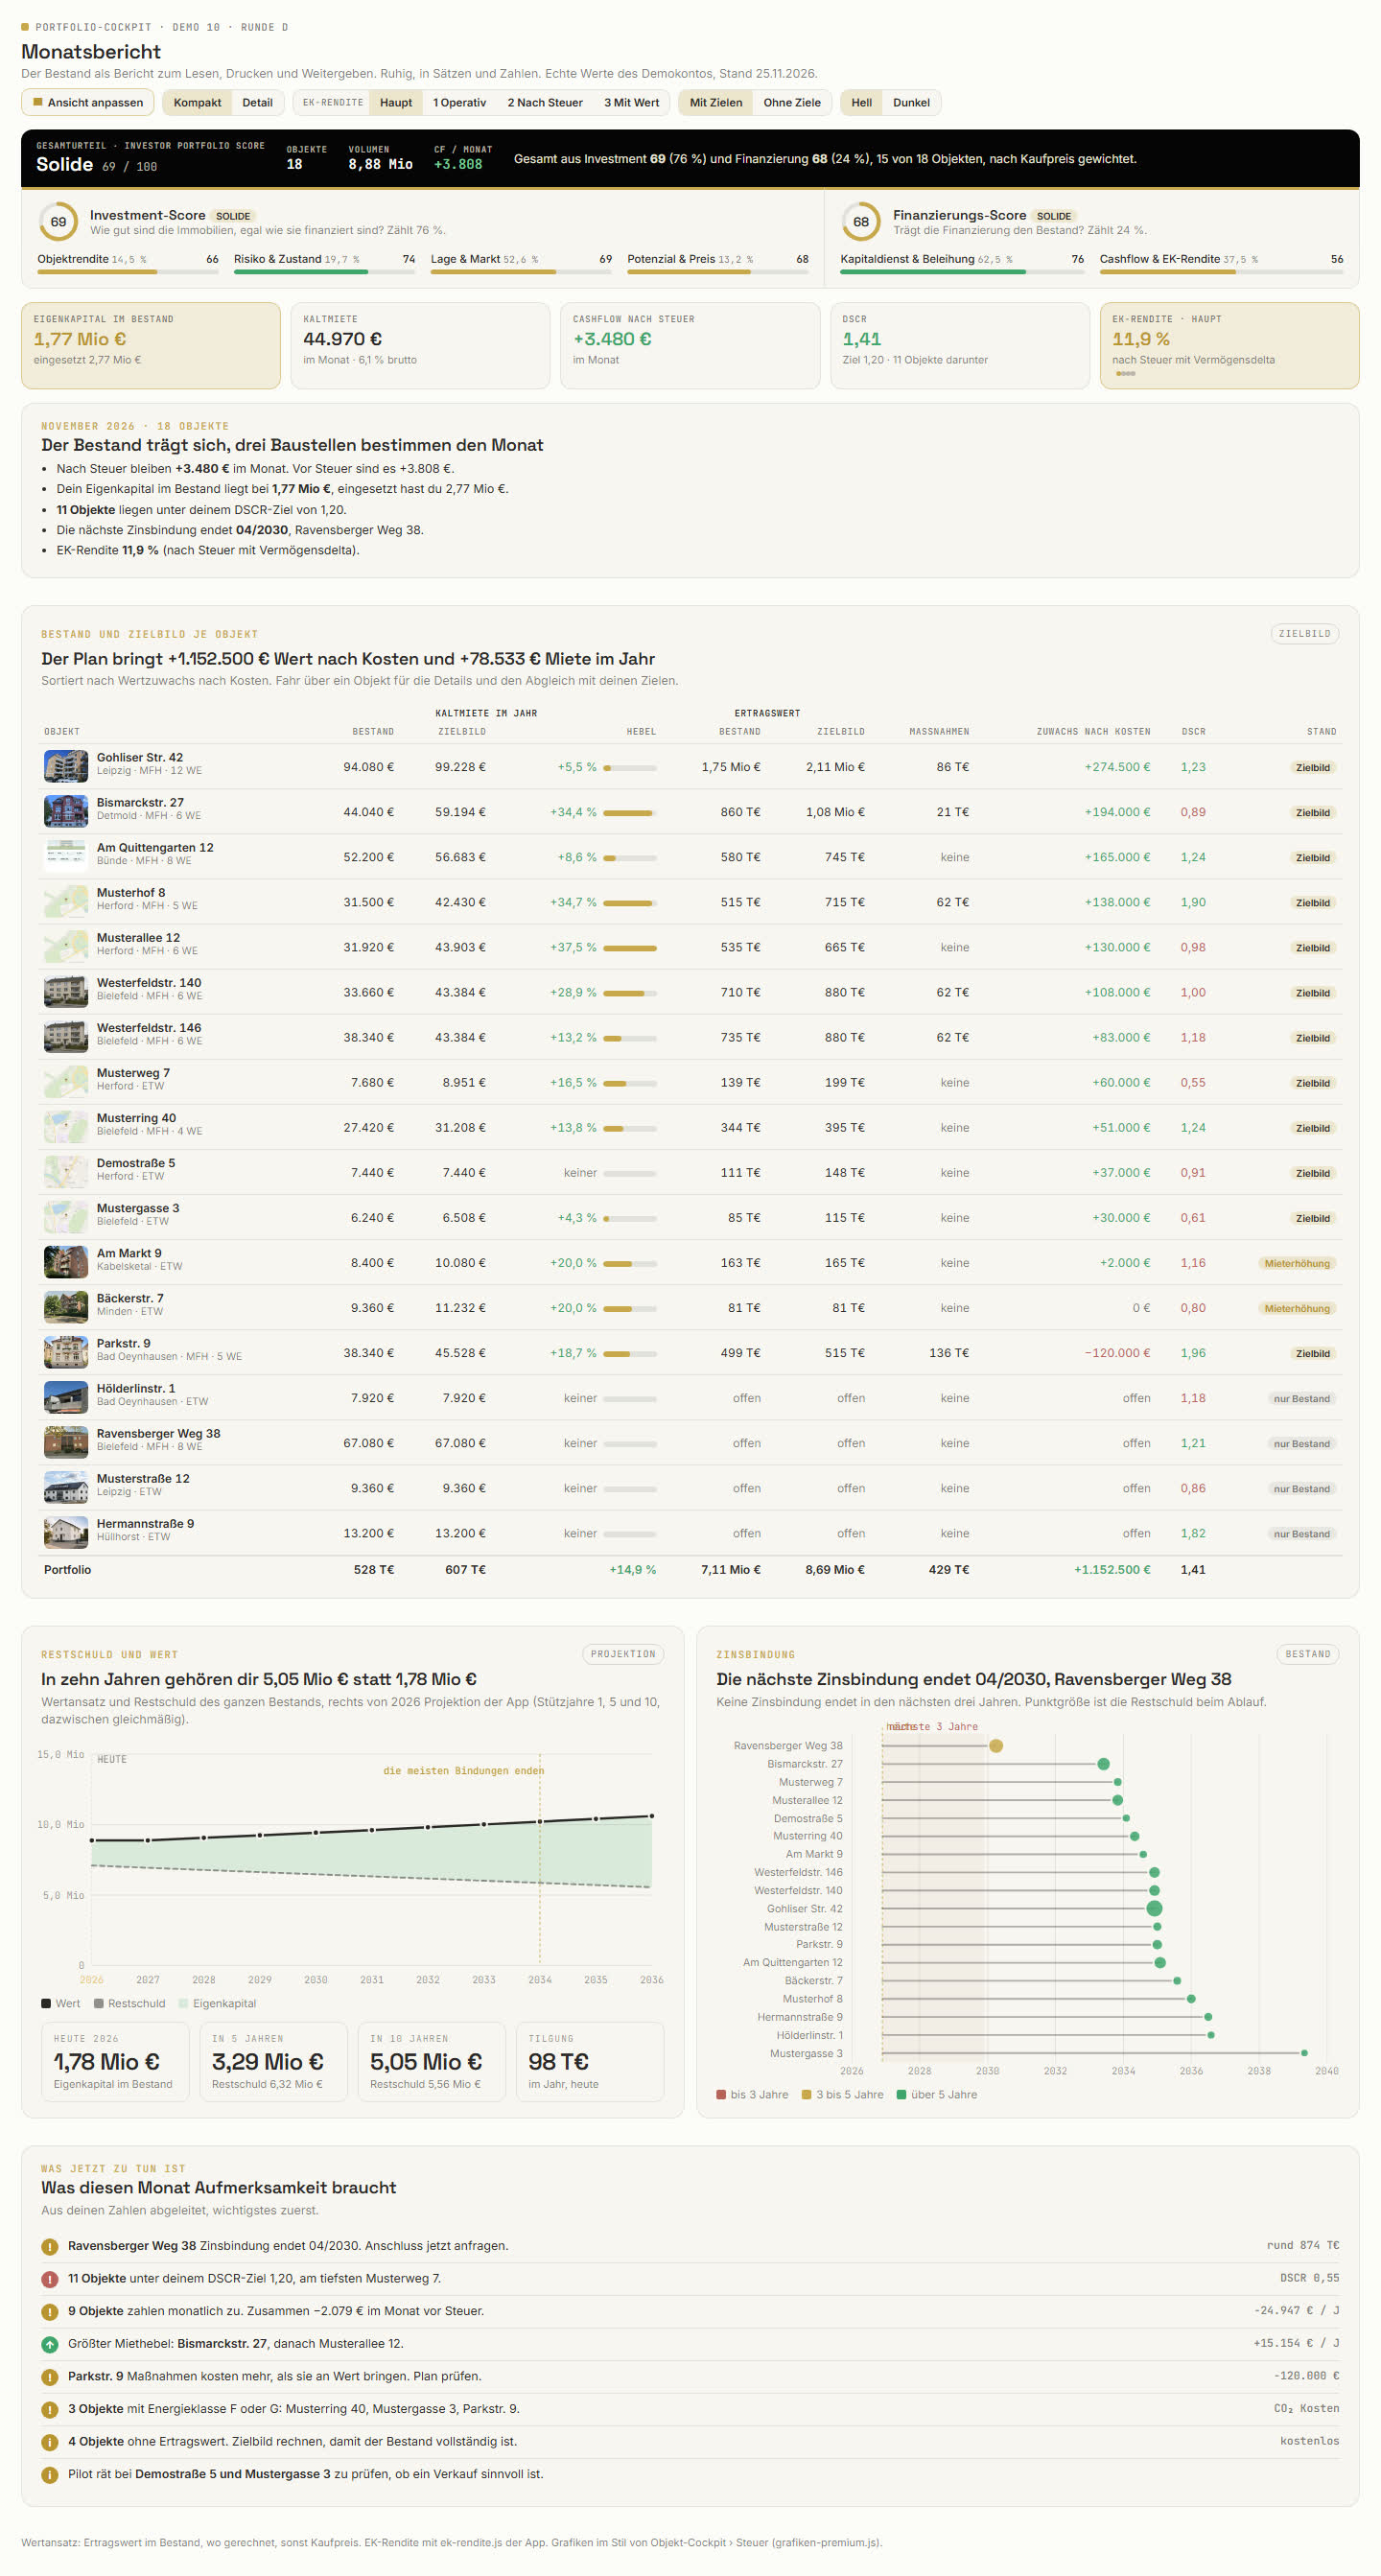 PORTFOLIO-COCKPIT · DEMO 10 · RUNDE D
Monatsbericht
Der Bestand als Bericht zum Lesen, Drucken und Weitergeben. Ruhig, in Sätzen und Zahlen. Echte Werte des Demokontos, Stand 25.11.2026.
Ansicht anpassen Kompakt Detail EK-RENDITE Haupt 1 Operativ 2 Nach Steuer 3 Mit Wert Mit Zielen Ohne Ziele Hell Dunkel
GESAMTURTEIL · INVESTOR PORTFOLIO SCORE OBJEKTE VOLUMEN CF / MONAT
Solide 69 / 100 18 8,88 Mio +3.808 Gesamt aus Investment 69 (76 %) und Finanzierung 68 (24 %), 15 von 18 Objekten, nach Kaufpreis gewichtet.
69 Investment-Score SOLIDE
Wie gut sind die Immobilien, egal wie sie finanziert sind? Zählt 76 %.
Objektrendite 14,5 % 66 Risiko & Zustand 19,7 % 74 Lage & Markt 52,6 % 69 Potenzial & Preis 13,2 % 68
68 Finanzierungs-Score SOLIDE
Trägt die Finanzierung den Bestand? Zählt 24 %.
Kapitaldienst & Beleihung 62,5 % 76 Cashflow & EK-Rendite 37,5 % 56
EIGENKAPITAL IM BESTAND
1,77 Mio €
eingesetzt 2,77 Mio €
KALTMIETE
44.970 €
im Monat · 6,1 % brutto
CASHFLOW NACH STEUER
+3.480 €
im Monat
DSCR
1,41
Ziel 1,20 · 11 Objekte darunter
EK-RENDITE · HAUPT
11,9 %
nach Steuer mit Vermögensdelta
NOVEMBER 2026 · 18 OBJEKTE
Der Bestand trägt sich, drei Baustellen bestimmen den Monat
• Nach Steuer bleiben +3.480 € im Monat. Vor Steuer sind es +3.808 €.
• Dein Eigenkapital im Bestand liegt bei 1,77 Mio €, eingesetzt hast du 2,77 Mio €.
• 11 Objekte liegen unter deinem DSCR-Ziel von 1,20.
• Die nächste Zinsbindung endet 04/2030, Ravensberger Weg 38.
• EK-Rendite 11,9 % (nach Steuer mit Vermögensdelta).
BESTAND UND ZIELBILD JE OBJEKT ZIELBILD
Der Plan bringt +1.152.500 € Wert nach Kosten und +78.533 € Miete im Jahr
Sortiert nach Wertzuwachs nach Kosten. Fahr über ein Objekt für die Details und den Abgleich mit deinen Zielen.
KALTMIETE IM JAHR ERTRAGSWERT
OBJEKT BESTAND ZIELBILD HEBEL BESTAND ZIELBILD MASSNAHMEN ZUWACHS NACH KOSTEN DSCR STAND
Gohliser Str. 42
Leipzig · MFH · 12 WE
94.080 € 99.228 € +5,5 % 1,75 Mio € 2,11 Mio € 86 T€ +274.500 € 1,23 Zielbild
Bismarckstr. 27
Detmold · MFH · 6 WE
44.040 € 59.194 € +34,4 % 860 T€ 1,08 Mio € 21 T€ +194.000 € 0,89 Zielbild
Am Quittengarten 12
Bünde · MFH · 8 WE
52.200 € 56.683 € +8,6 % 580 T€ 745 T€ keine +165.000 € 1,24 Zielbild
Musterhof 8
Herford · MFH · 5 WE
31.500 € 42.430 € +34,7 % 515 T€ 715 T€ 62 T€ +138.000 € 1,90 Zielbild
Musterallee 12
Herford · MFH · 6 WE
31.920 € 43.903 € +37,5 % 535 T€ 665 T€ keine +130.000 € 0,98 Zielbild
Westerfeldstr. 140
Bielefeld · MFH · 6 WE
33.660 € 43.384 € +28,9 % 710 T€ 880 T€ 62 T€ +108.000 € 1,00 Zielbild
Westerfeldstr. 146
Bielefeld · MFH · 6 WE
38.340 € 43.384 € +13,2 % 735 T€ 880 T€ 62 T€ +83.000 € 1,18 Zielbild
Musterweg 7
Herford · ETW
7.680 € 8.951 € +16,5 % 139 T€ 199 T€ keine +60.000 € 0,55 Zielbild
Musterring 40
Bielefeld · MFH · 4 WE
27.420 € 31.208 € +13,8 % 344 T€ 395 T€ keine +51.000 € 1,24 Zielbild
Demostraße 5
Herford · ETW
7.440 € 7.440 € keiner 111 T€ 148 T€ keine +37.000 € 0,91 Zielbild
Mustergasse 3
Bielefeld · ETW
6.240 € 6.508 € +4,3 % 85 T€ 115 T€ keine +30.000 € 0,61 Zielbild
Am Markt 9
Kabelsketal · ETW
8.400 € 10.080 € +20,0 % 163 T€ 165 T€ keine +2.000 € 1,16 Mieterhöhung
Bäckerstr. 7
Minden · ETW
9.360 € 11.232 € +20,0 % 81 T€ 81 T€ keine 0 € 0,80 Mieterhöhung
Parkstr. 9
Bad Oeynhausen · MFH · 5 WE
38.340 € 45.528 € +18,7 % 499 T€ 515 T€ 136 T€ −120.000 € 1,96 Zielbild
Hölderlinstr. 1
Bad Oeynhausen · ETW
7.920 € 7.920 € keiner offen offen keine offen 1,18 nur Bestand
Ravensberger Weg 38
Bielefeld · MFH · 8 WE
67.080 € 67.080 € keiner offen offen keine offen 1,21 nur Bestand
Musterstraße 12
Leipzig · ETW
9.360 € 9.360 € keiner offen offen keine offen 0,86 nur Bestand
Hermannstraße 9
Hüllhorst · ETW
13.200 € 13.200 € keiner offen offen keine offen 1,82 nur Bestand
Portfolio 528 T€ 607 T€ +14,9 % 7,11 Mio € 8,69 Mio € 429 T€ +1.152.500 € 1,41
RESTSCHULD UND WERT PROJEKTION
In zehn Jahren gehören dir 5,05 Mio € statt 1,78 Mio €
Wertansatz und Restschuld des ganzen Bestands, rechts von 2026 Projektion der App (Stützjahre 1, 5 und 10,
dazwischen gleichmäßig).
15,0 Mio HEUTE
die meisten Bindungen enden
10,0 Mio
5,0 Mio
0
2026 2027 2028 2029 2030 2031 2032 2033 2034 2035 2036
Wert Restschuld Eigenkapital
HEUTE 2026
1,78 Mio €
Eigenkapital im Bestand
IN 5 JAHREN
3,29 Mio €
Restschuld 6,32 Mio €
IN 10 JAHREN
5,05 Mio €
Restschuld 5,56 Mio €
TILGUNG
98 T€
im Jahr, heute
ZINSBINDUNG BESTAND
Die nächste Zinsbindung endet 04/2030, Ravensberger Weg 38
Keine Zinsbindung endet in den nächsten drei Jahren. Punktgröße ist die Restschuld beim Ablauf.
nächste 3 Jahre
Ravensberger Weg 38
Bismarckstr. 27
Musterweg 7
Musterallee 12
Demostraße 5
Musterring 40
Am Markt 9
Westerfeldstr. 146
Westerfeldstr. 140
Gohliser Str. 42
Musterstraße 12
Parkstr. 9
Am Quittengarten 12
Bäckerstr. 7
Musterhof 8
Hermannstraße 9
Hölderlinstr. 1
Mustergasse 3
2026 2028 2030 2032 2034 2036 2038 2040
bis 3 Jahre 3 bis 5 Jahre über 5 Jahre
WAS JETZT ZU TUN IST
Was diesen Monat Aufmerksamkeit braucht
Aus deinen Zahlen abgeleitet, wichtigstes zuerst.
! Ravensberger Weg 38 Zinsbindung endet 04/2030. Anschluss jetzt anfragen. rund 874 T€
! 11 Objekte unter deinem DSCR-Ziel 1,20, am tiefsten Musterweg 7. DSCR 0,55
! 9 Objekte zahlen monatlich zu. Zusammen −2.079 € im Monat vor Steuer. -24.947 € / J
↑ Größter Miethebel: Bismarckstr. 27, danach Musterallee 12. +15.154 € / J
! Parkstr. 9 Maßnahmen kosten mehr, als sie an Wert bringen. Plan prüfen. -120.000 €
! 3 Objekte mit Energieklasse F oder G: Musterring 40, Mustergasse 3, Parkstr. 9. CO₂ Kosten
i 4 Objekte ohne Ertragswert. Zielbild rechnen, damit der Bestand vollständig ist. kostenlos
i Pilot rät bei Demostraße 5 und Mustergasse 3 zu prüfen, ob ein Verkauf sinnvoll ist.
Wertansatz: Ertragswert im Bestand, wo gerechnet, sonst Kaufpreis. EK-Rendite mit ek-rendite.js der App. Grafiken im Stil von Objekt-Cockpit › Steuer (grafiken-premium.js).